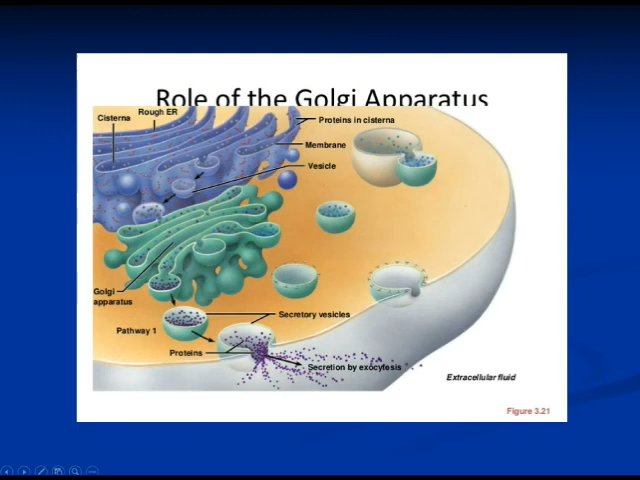 Role of the Golgi Apparatus
Rough ER
Cisterna
Proteins in cisterna
Membrane
Vesicle
Golgi
apparatus
Secretory vesicles
Pathway 1
Proteins
Secretion by exocytosis
Extracellular fluid
Figure 3.21